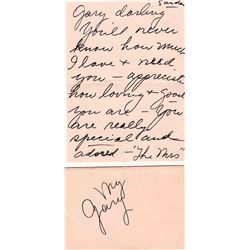 Sunday
Gary darling
You'll never
know how much
I love + need
you – appreciate
how loving + good
you are – You
are really
special and
adored – "The Mrs"
My
Gary